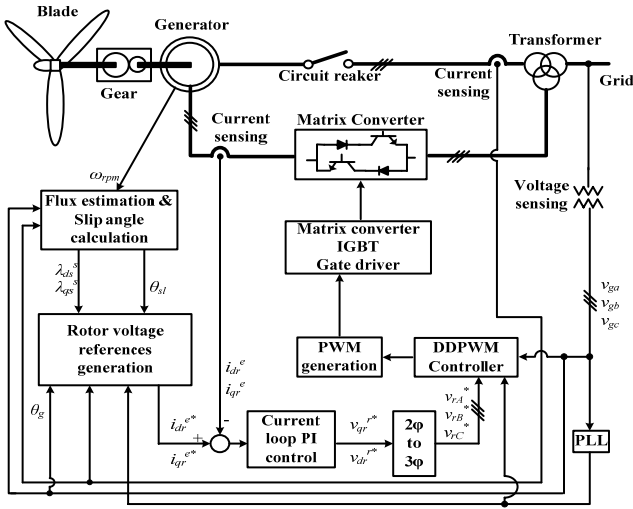 Blade
Generator
Gear
Circuit reaker
Current
sensing
Transformer
Grid
Current
sensing
Matrix Converter
Voltage
sensing
ω_rpm
Flux estimation &
Slip angle
calculation
Matrix converter
IGBT
Gate driver
λ_ds^s
λ_qs^s
θ_sl
v_ga
v_gb
v_gc
Rotor voltage
references
generation
PWM
generation
DDPWM
Controller
i_dr^e
i_qr^e
θ_g
i_dr^e*
i_qr^e*
+
-
Current
loop PI
control
v_qr^r*
v_dr^r*
2φ
to
3φ
v_rA^*
v_rB^*
v_rC^*
PLL